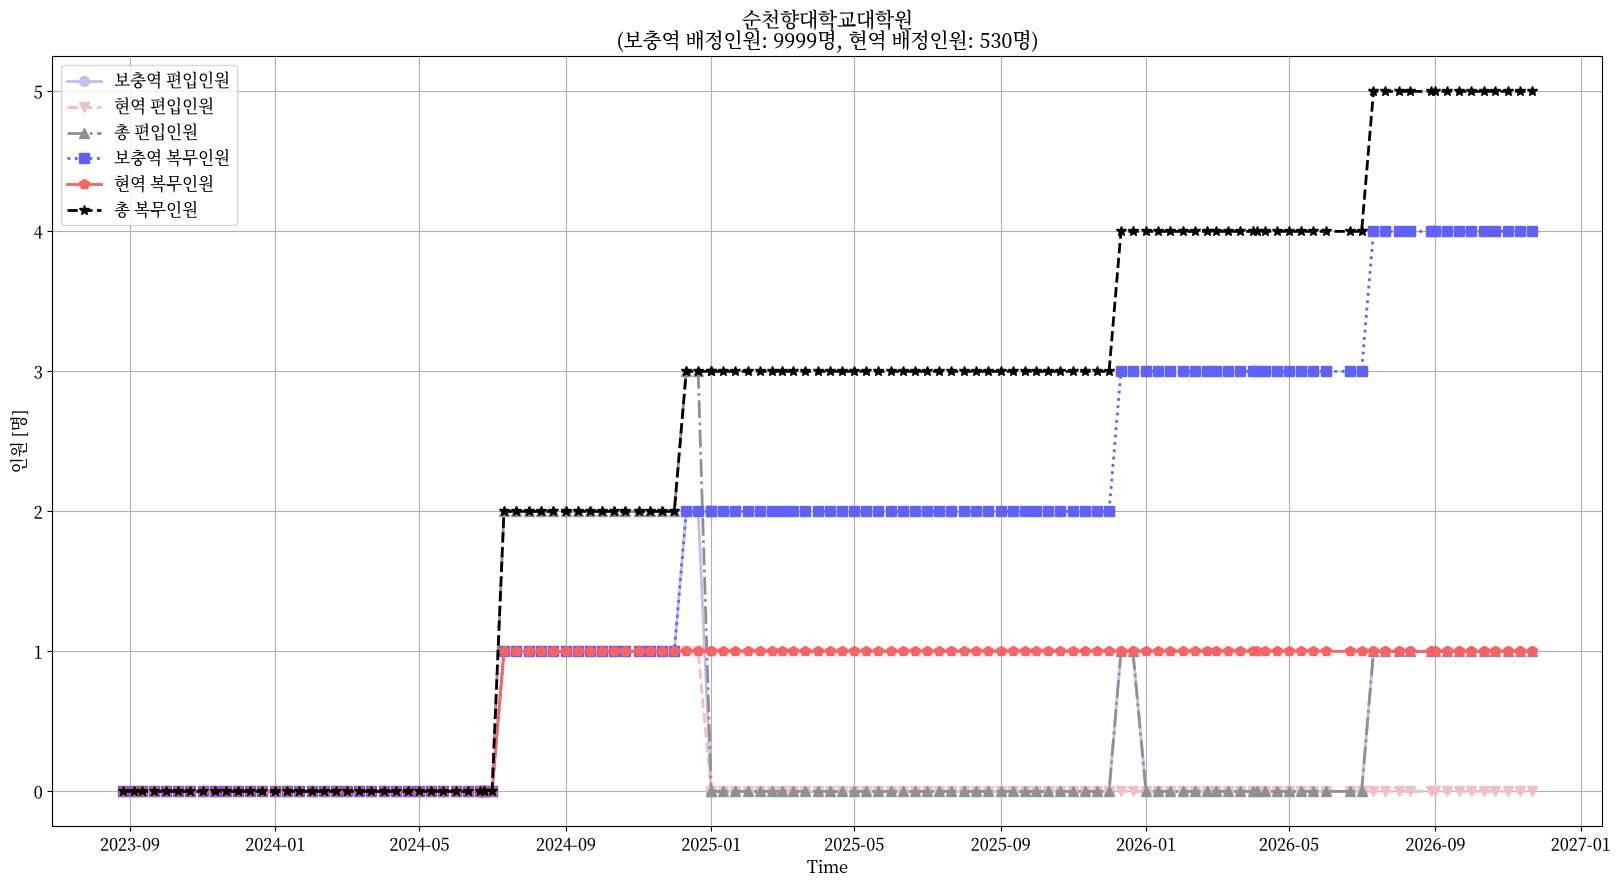 순천향대학교대학원
(보충역 배정인원: 9999명, 현역 배정인원: 530명)
보충역 편입인원
현역 편입인원
총 편입인원
보충역 복무인원
현역 복무인원
총 복무인원
인원 [명]
5
4
3
2
1
0
2023-09
2024-01
2024-05
2024-09
2025-01
2025-05
2025-09
2026-01
2026-05
2026-09
2027-01
Time